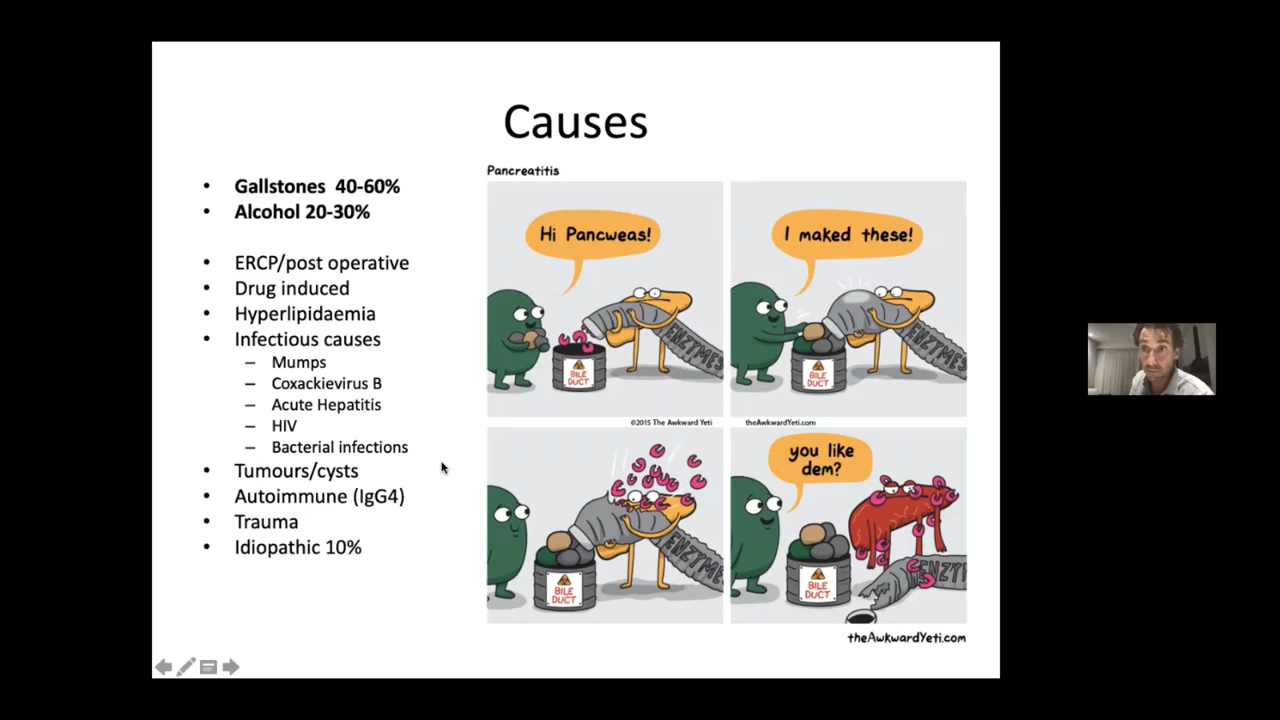 Causes
Gallstones 40-60%
Alcohol 20-30%
ERCP/post operative
Drug induced
Hyperlipidaemia
Infectious causes
Mumps
Coxackievirus B
Acute Hepatitis
HIV
Bacterial infections
Tumours/cysts
Autoimmune (IgG4)
Trauma
Idiopathic 10%
Pancreatitis
Hi Pancweas!
ENZYMES
BILE
DUCT
I maked these!
ENZYMES
BILE
DUCT
©2015 The Awkward Yeti
theAwkwardYeti.com
ENZYMES
BILE
DUCT
you like
dem?
ENZY
BILE
DUCT
theAwkwardYeti.com